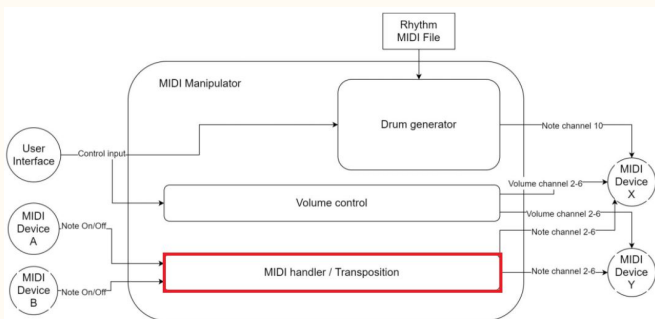 Rhythm
MIDI File
MIDI Manipulator
Drum generator
Note channel 10
User
Interface
Control input
MIDI
Device
X
Volume channel 2-6
Volume control
Volume channel 2-6
MIDI
Device
A
Note On/Off
Note channel 2-6
MIDI handler / Transposition
Note channel 2-6
MIDI
Device
Y
MIDI
Device
B
Note On/Off